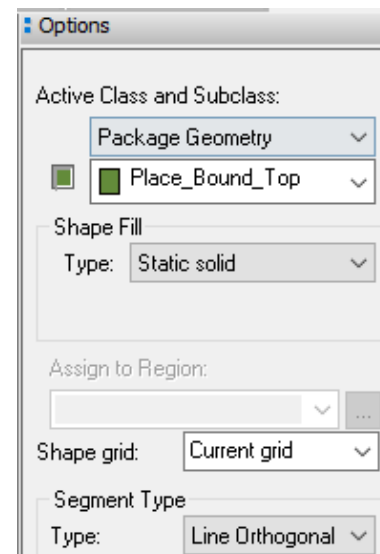 Options
Active Class and Subclass:
Package Geometry
Place_Bound_Top
Shape Fill
Type: Static solid
Assign to Region:
...
Shape grid: Current grid
Segment Type
Type: Line Orthogonal